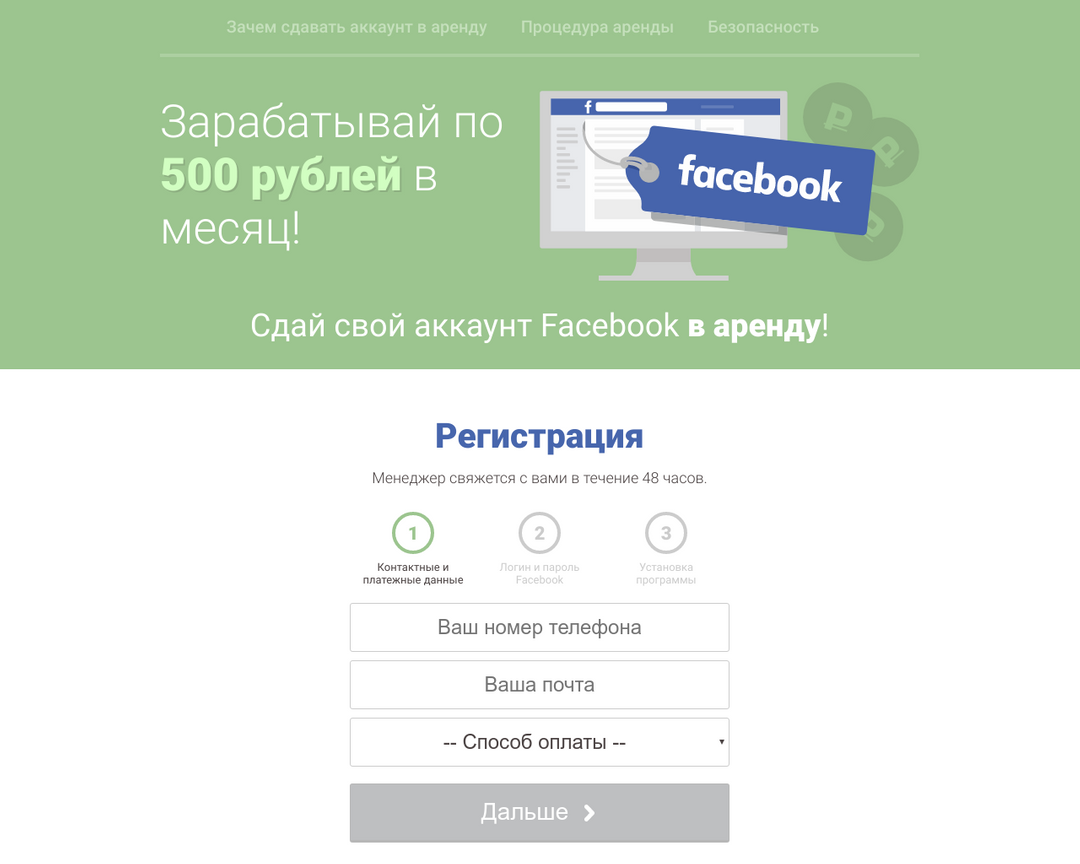 Зачем сдавать аккаунт в аренду Процедура аренды Безопасность
Зарабатывай по
500 рублей в
месяц!
f
facebook
Сдай свой аккаунт Facebook в аренду!
Регистрация
Менеджер свяжется с вами в течение 48 часов.
1 2 3
Контактные и Логин и пароль Установка
платежные данные Facebook программы
Ваш номер телефона
Ваша почта
-- Способ оплаты --
Дальше